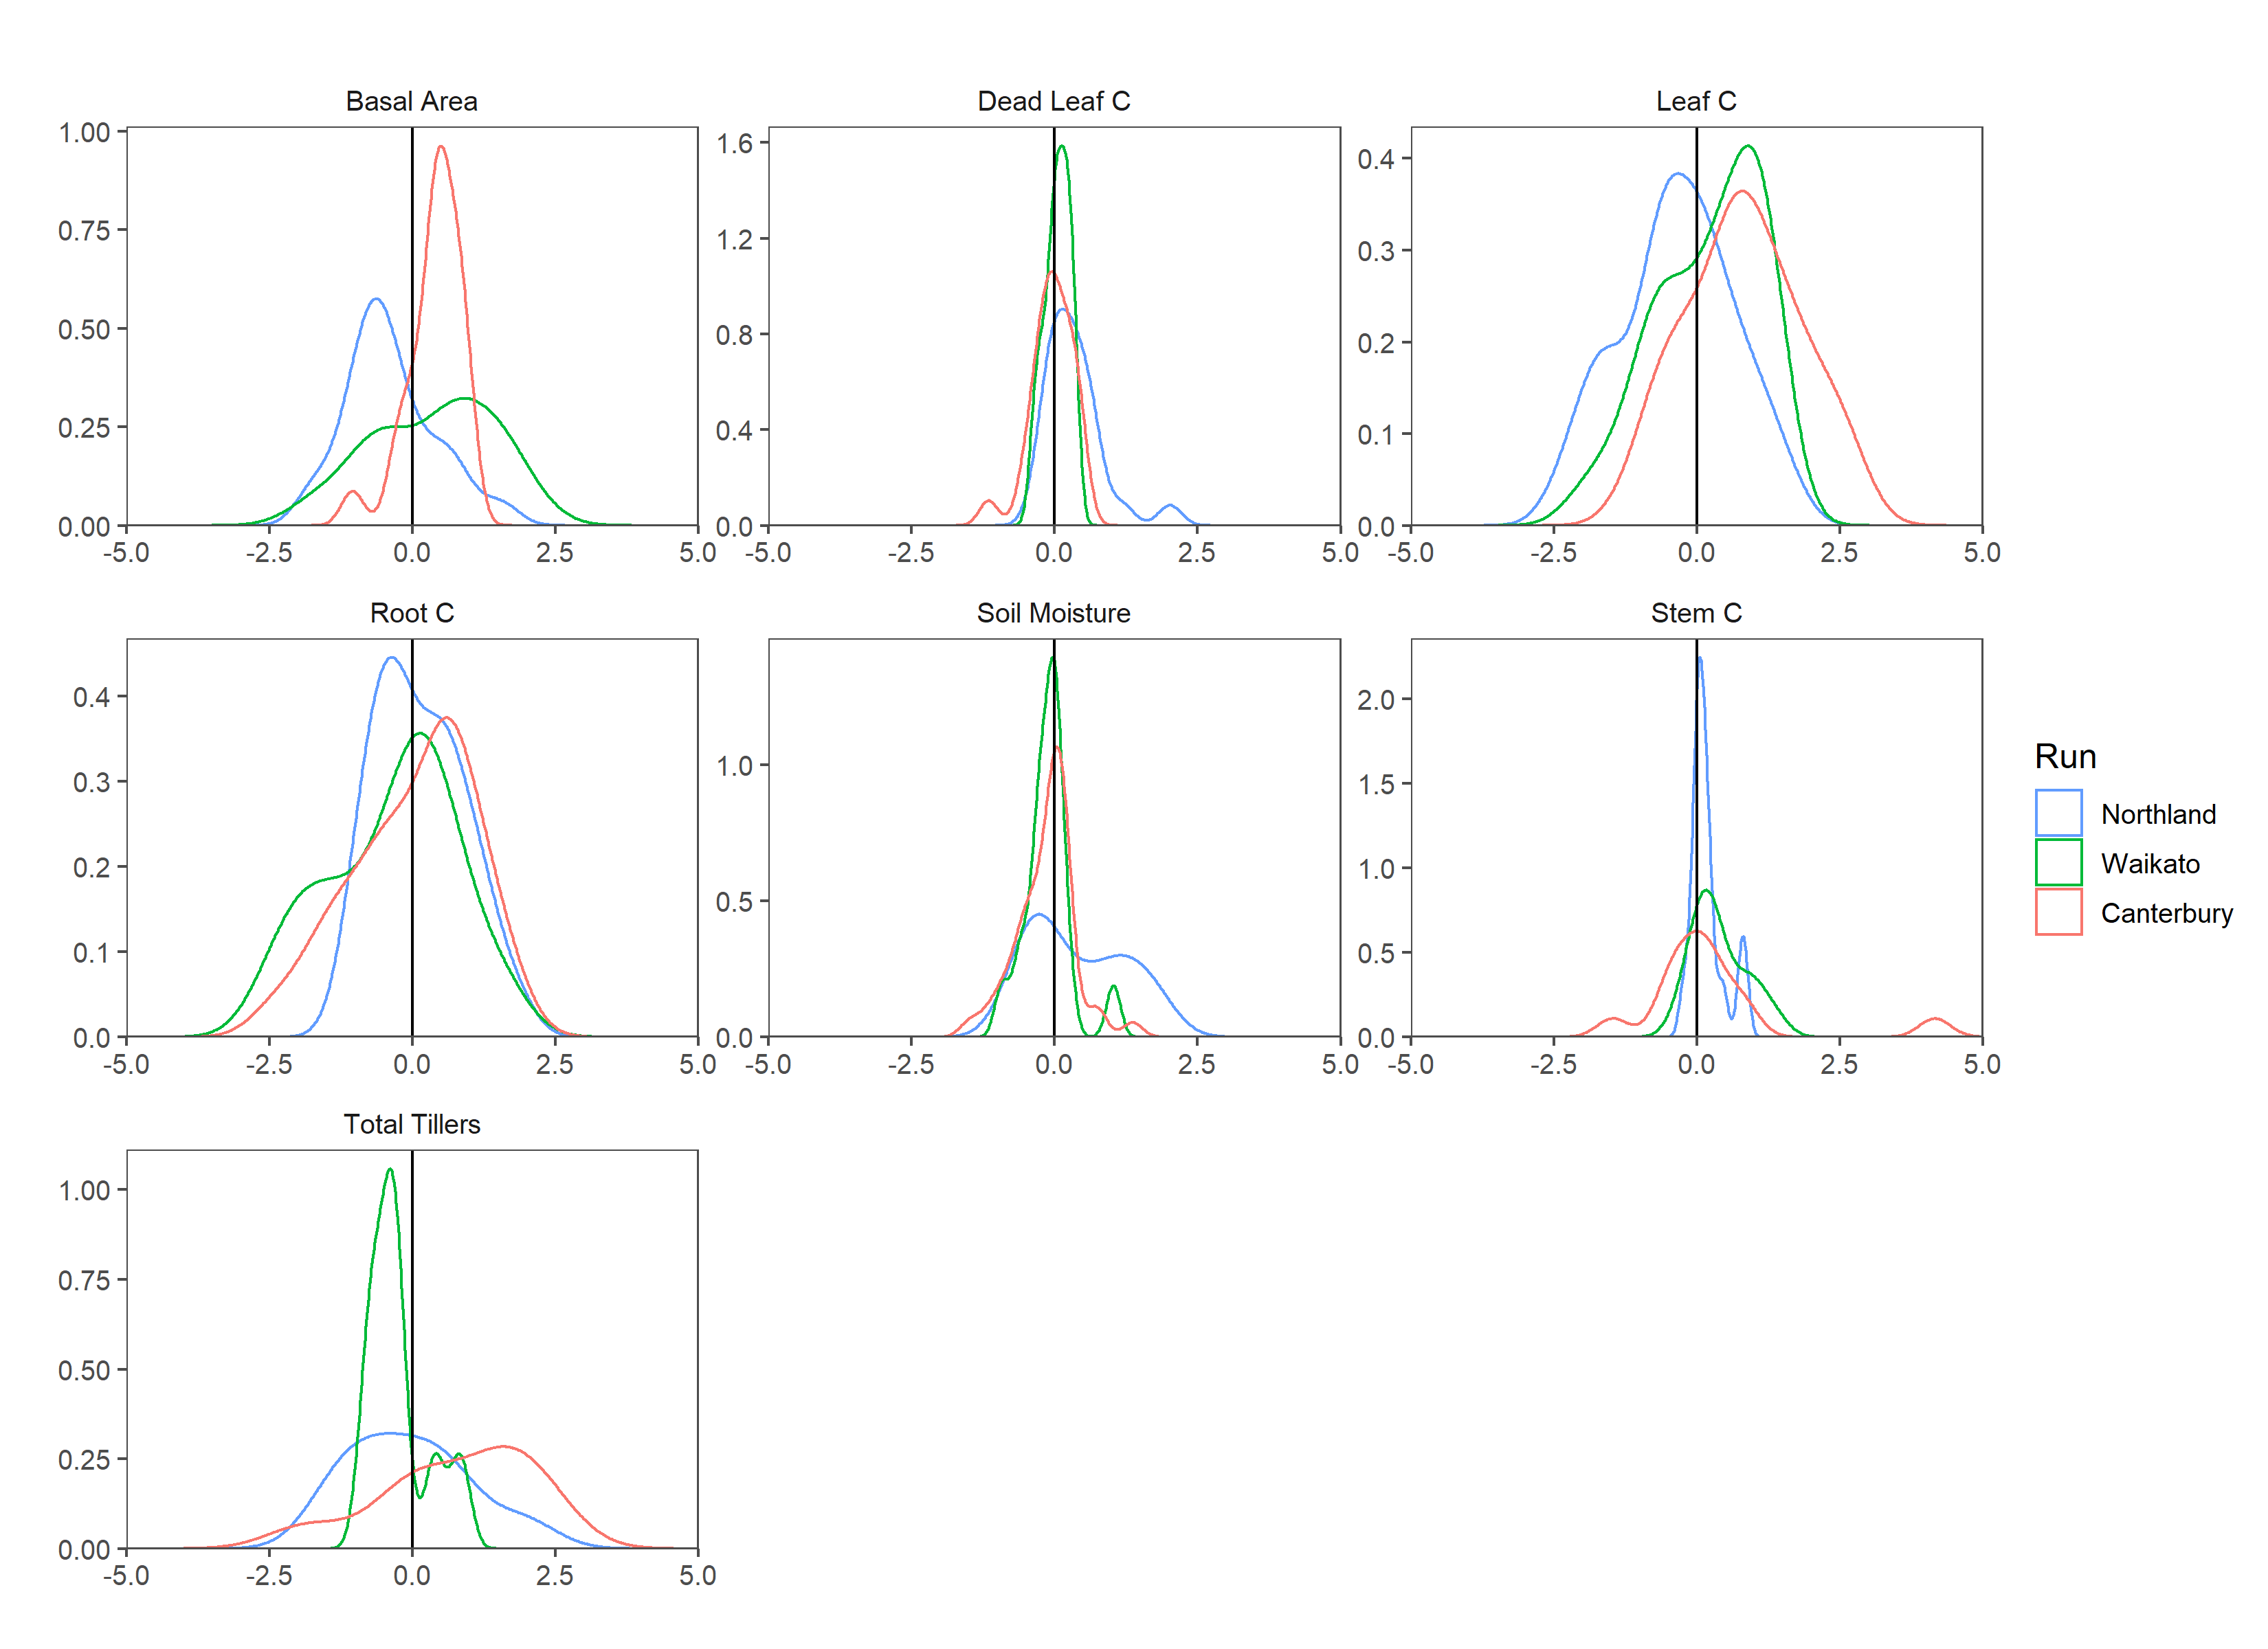 Basal Area Dead Leaf C Leaf C
1.00
0.75
0.50
0.25
0.00
-5.0 -2.5 0.0 2.5 5.0
1.6
1.2
0.8
0.4
0.0
-5.0 -2.5 0.0 2.5 5.0
0.4
0.3
0.2
0.1
0.0
-5.0 -2.5 0.0 2.5 5.0
Root C Soil Moisture Stem C
0.4
0.3
0.2
0.1
0.0
-5.0 -2.5 0.0 2.5 5.0
1.0
0.5
0.0
-5.0 -2.5 0.0 2.5 5.0
2.0
1.5
1.0
0.5
0.0
-5.0 -2.5 0.0 2.5 5.0
Run
Northland
Waikato
Canterbury
Total Tillers
1.00
0.75
0.50
0.25
0.00
-5.0 -2.5 0.0 2.5 5.0